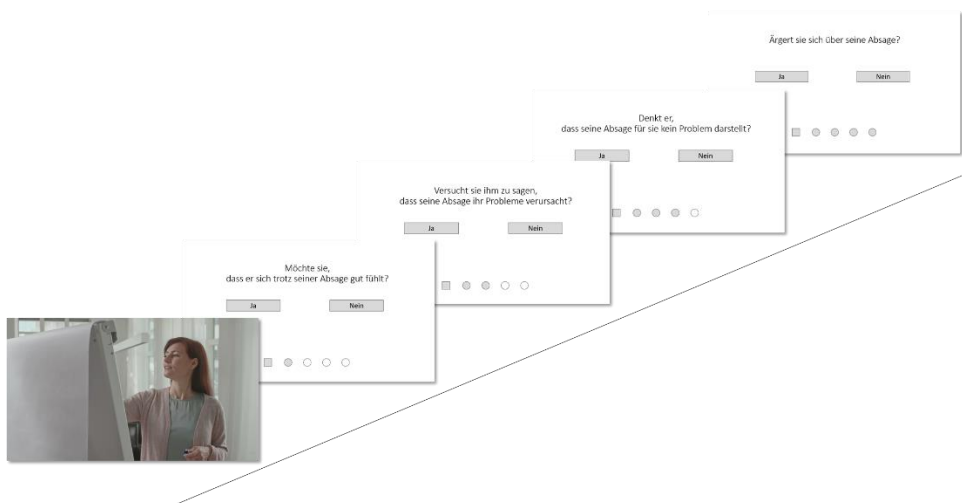 Ärgert sie sich über seine Absage?
Ja Nein
Denkt er,
dass seine Absage für sie kein Problem darstellt?
Ja Nein
Versucht sie ihm zu sagen,
dass seine Absage ihr Probleme verursacht?
Ja Nein
Möchte sie,
dass er sich trotz seiner Absage gut fühlt?
Ja Nein